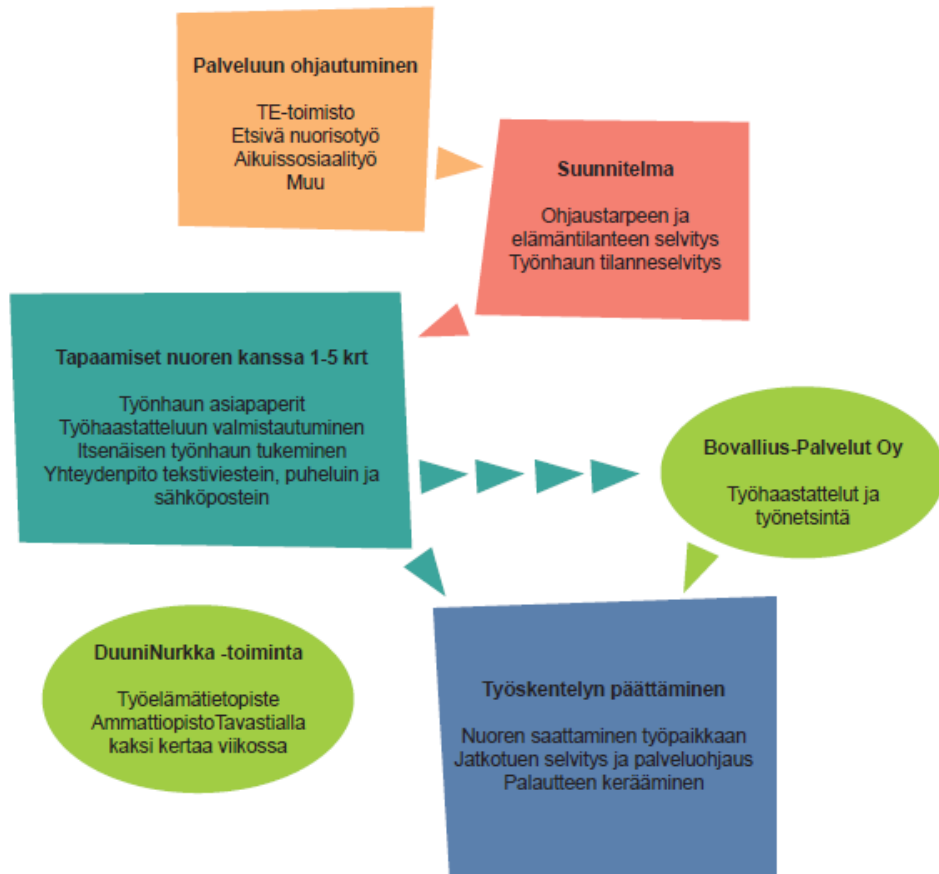 Palveluun ohjautuminen
TE-toimisto
Etsivä nuorisotyö
Aikuissosiaalityö
Muu
Suunnitelma
Ohjaustarpeen ja
elämäntilanteen selvitys
Työnhaun tilanneselvitys
Tapaamiset nuoren kanssa 1-5 krt
Työnhaun asiapaperit
Työhaastatteluun valmistautuminen
Itsenäisen työnhaun tukeminen
Yhteydenpito tekstiviestein, puheluin ja
sähköpostein
Bovallius-Palvelut Oy
Työhaastattelut ja
työnetsintä
DuuniNurkka -toiminta
Työelämätietopiste
AmmattiopistoTavastialla
kaksi kertaa viikossa
Työskentelyn päättäminen
Nuoren saattaminen työpaikkaan
Jatkotuen selvitys ja palveluohjaus
Palautteen kerääminen